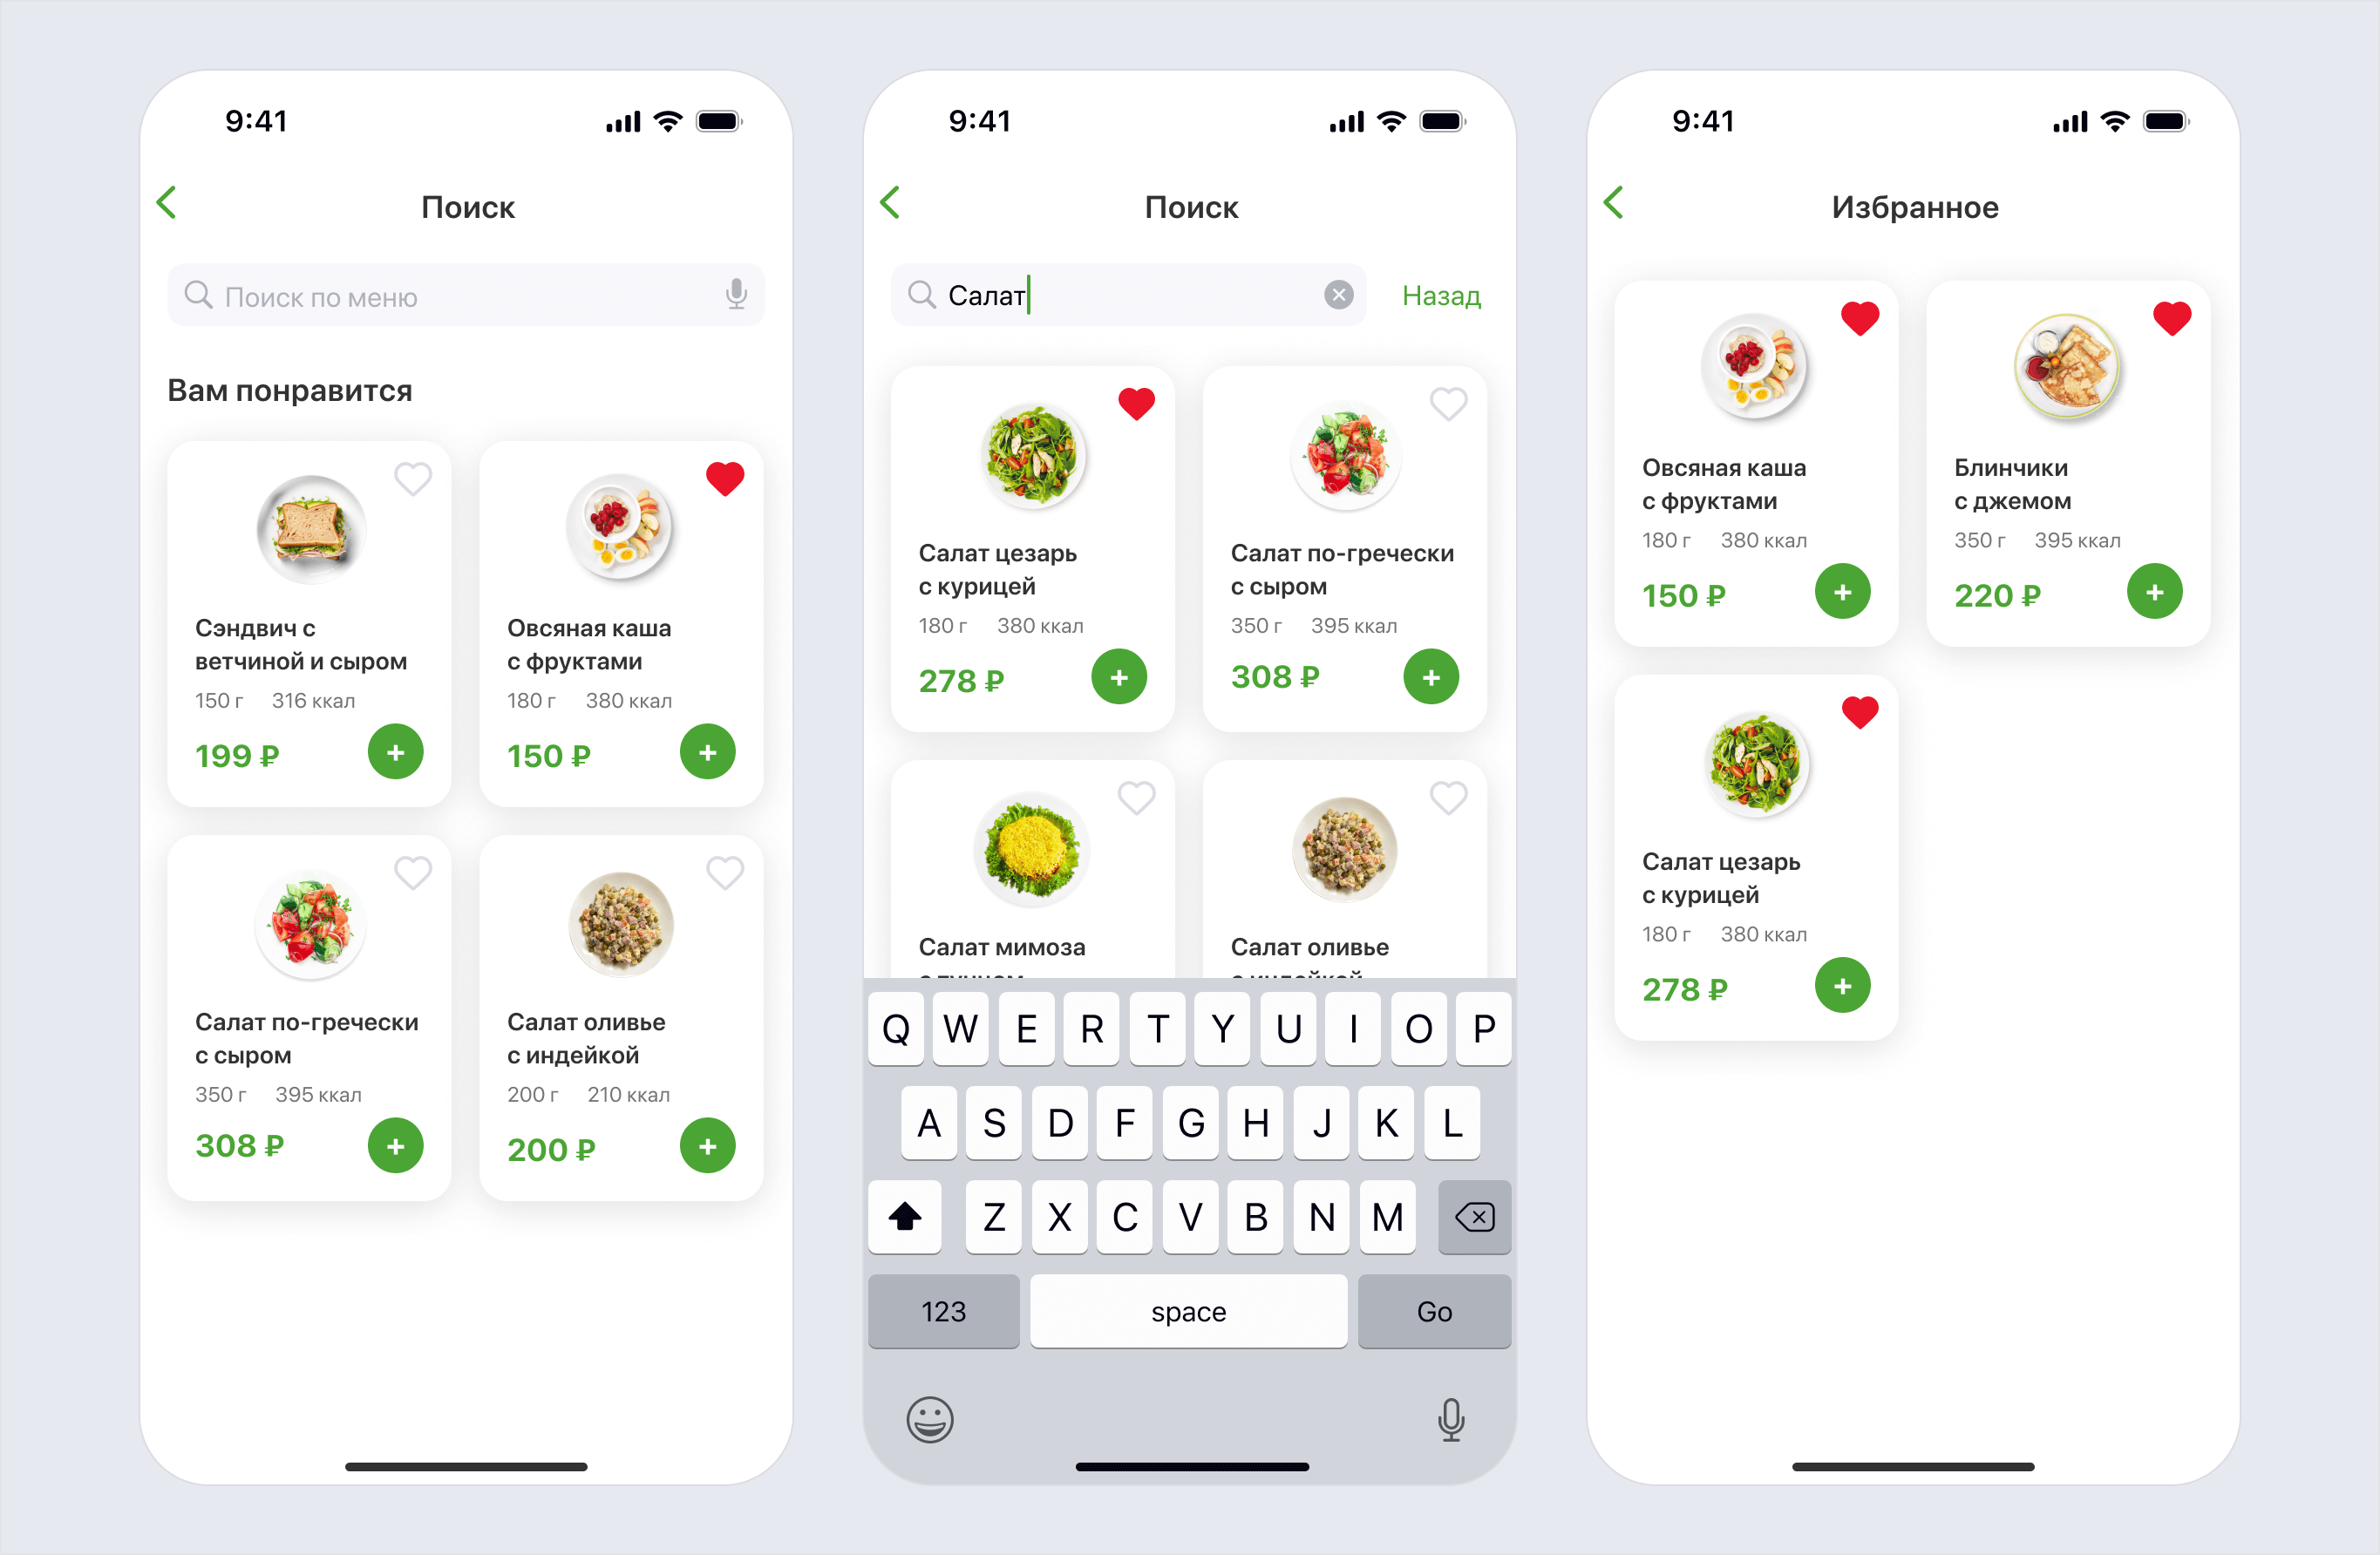 9:41
Поиск
Поиск по меню
Вам понравится
Сэндвич с
ветчиной и сыром
150 г 316 ккал
199 ₽
+
Овсяная каша
с фруктами
180 г 380 ккал
150 ₽
+
Салат по-гречески
с сыром
350 г 395 ккал
308 ₽
+
Салат оливье
с индейкой
200 г 210 ккал
200 ₽
+
9:41
Поиск
Салат
Назад
Салат цезарь
с курицей
180 г 380 ккал
278 ₽
+
Салат по-гречески
с сыром
350 г 395 ккал
308 ₽
+
Салат мимоза
с тунцом
Салат оливье
с индейкой
Q W E R T Y U I O P
A S D F G H J K L
Z X C V B N M
123 space Go
9:41
Избранное
Овсяная каша
с фруктами
180 г 380 ккал
150 ₽
+
Блинчики
с джемом
350 г 395 ккал
220 ₽
+
Салат цезарь
с курицей
180 г 380 ккал
278 ₽
+